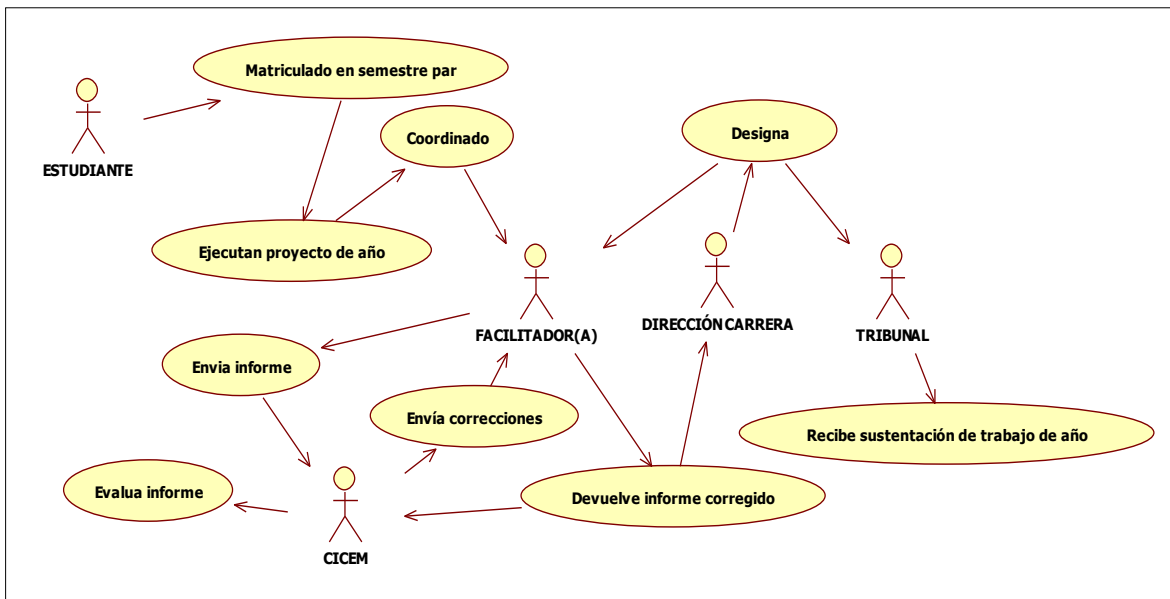 Matriculado en semestre par
ESTUDIANTE
Coordinado
Designa
Ejecutan proyecto de año
FACILITADOR(A)
DIRECCIÓN CARRERA
TRIBUNAL
Envia informe
Envía correcciones
Recibe sustentación de trabajo de año
Evalua informe
Devuelve informe corregido
CICEM